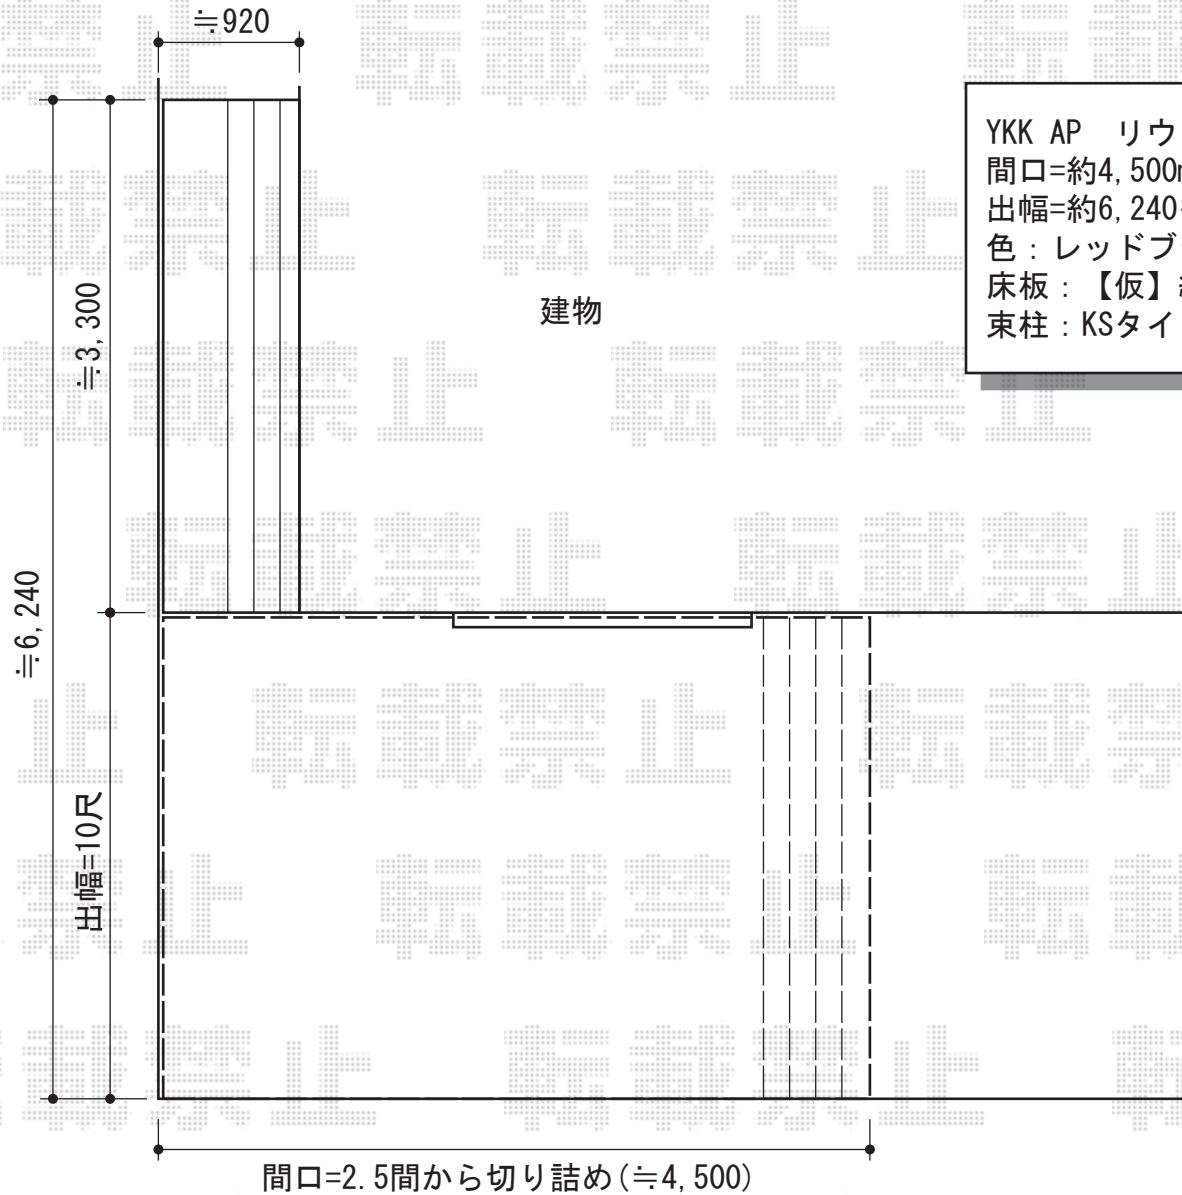 ≒920
YKK AP リウ
間口=約4,500
出幅=約6,240
色：レッドブ
床板：【仮】
束柱：KSタイ
建物
≒3,300
≒6,240
出幅=10尺
間口=2.5間から切り詰め(≒4,500)
転載禁止